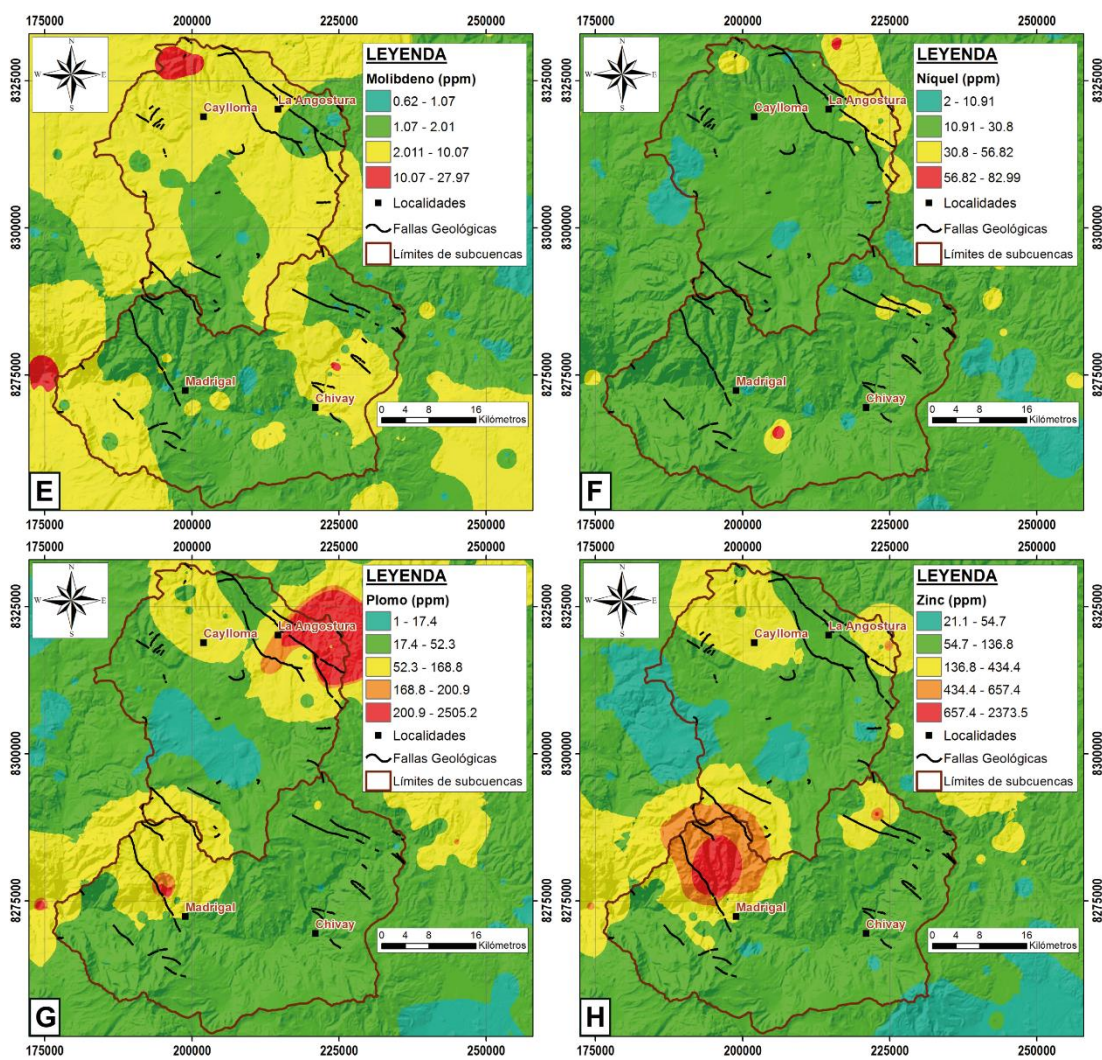 175000 200000 225000 250000
175000 200000 225000 250000
N
W E
S
LEYENDA
Molibdeno (ppm)
0.62 - 1.07
1.07 - 2.01
2.011 - 10.07
10.07 - 27.97
Localidades
Fallas Geológicas
Límites de subcuencas
8325000
8300000
8275000
Caylloma
La Angostura
Madrigal
Chivay
0 4 8 16
Kilómetros
E
N
W E
S
LEYENDA
Níquel (ppm)
2 - 10.91
10.91 - 30.8
30.8 - 56.82
56.82 - 82.99
Localidades
Fallas Geológicas
Límites de subcuencas
8325000
8300000
8275000
Caylloma
La Angostura
Madrigal
Chivay
0 4 8 16
Kilómetros
F
175000 200000 225000 250000
175000 200000 225000 250000
N
W E
S
LEYENDA
Plomo (ppm)
1 - 17.4
17.4 - 52.3
52.3 - 168.8
168.8 - 200.9
200.9 - 2505.2
Localidades
Fallas Geológicas
Límites de subcuencas
8325000
8300000
8275000
Caylloma
La Angostura
Madrigal
Chivay
0 4 8 16
Kilómetros
G
N
W E
S
LEYENDA
Zinc (ppm)
21.1 - 54.7
54.7 - 136.8
136.8 - 434.4
434.4 - 657.4
657.4 - 2373.5
Localidades
Fallas Geológicas
Límites de subcuencas
8325000
8300000
8275000
Caylloma
La Angostura
Madrigal
Chivay
0 4 8 16
Kilómetros
H
175000 200000 225000 250000
175000 200000 225000 250000